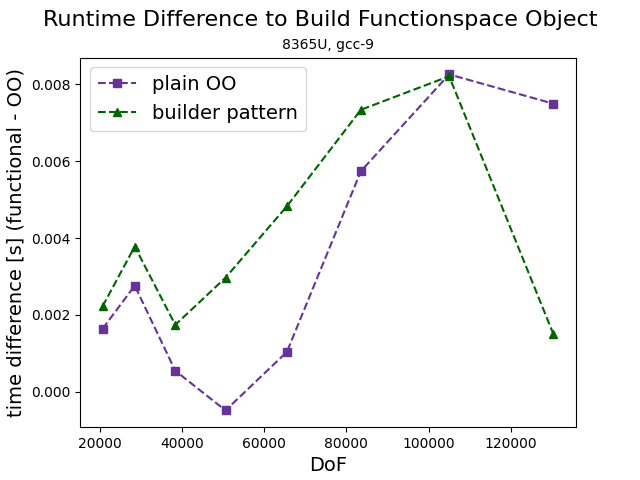 Runtime Difference to Build Functionspace Object
8365U, gcc-9
plain OO
builder pattern
time difference [s] (functional - OO)
0.008
0.006
0.004
0.002
0.000
20000 40000 60000 80000 100000 120000
DoF